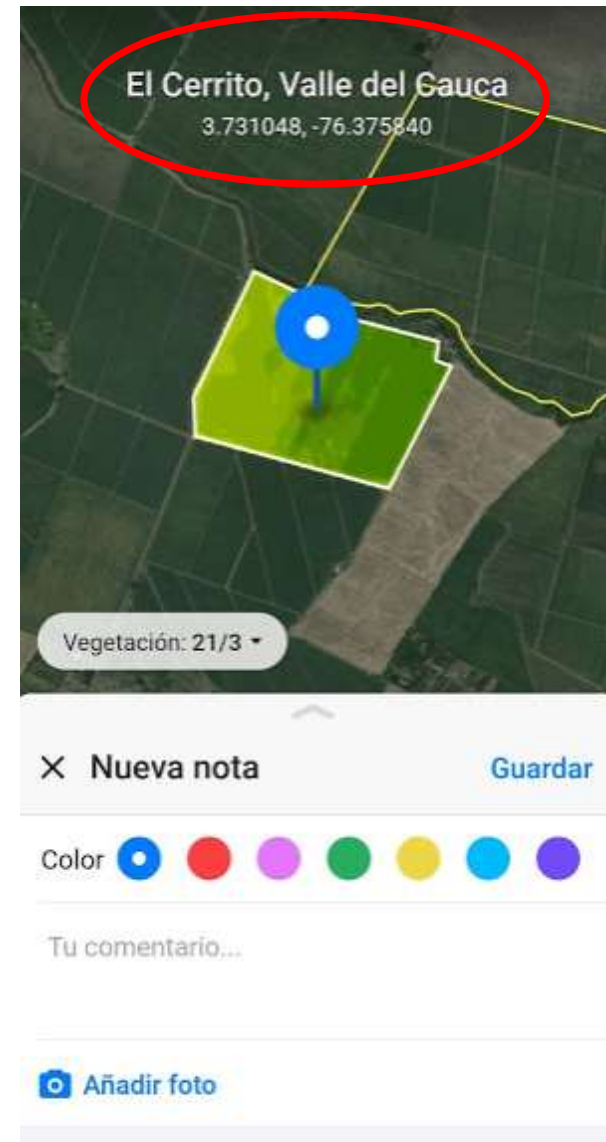 El Cerrito, Valle del Cauca
3.731048, -76.375840
Vegetación: 21/3
Nueva nota
Guardar
Color
Tu comentario...
Añadir foto